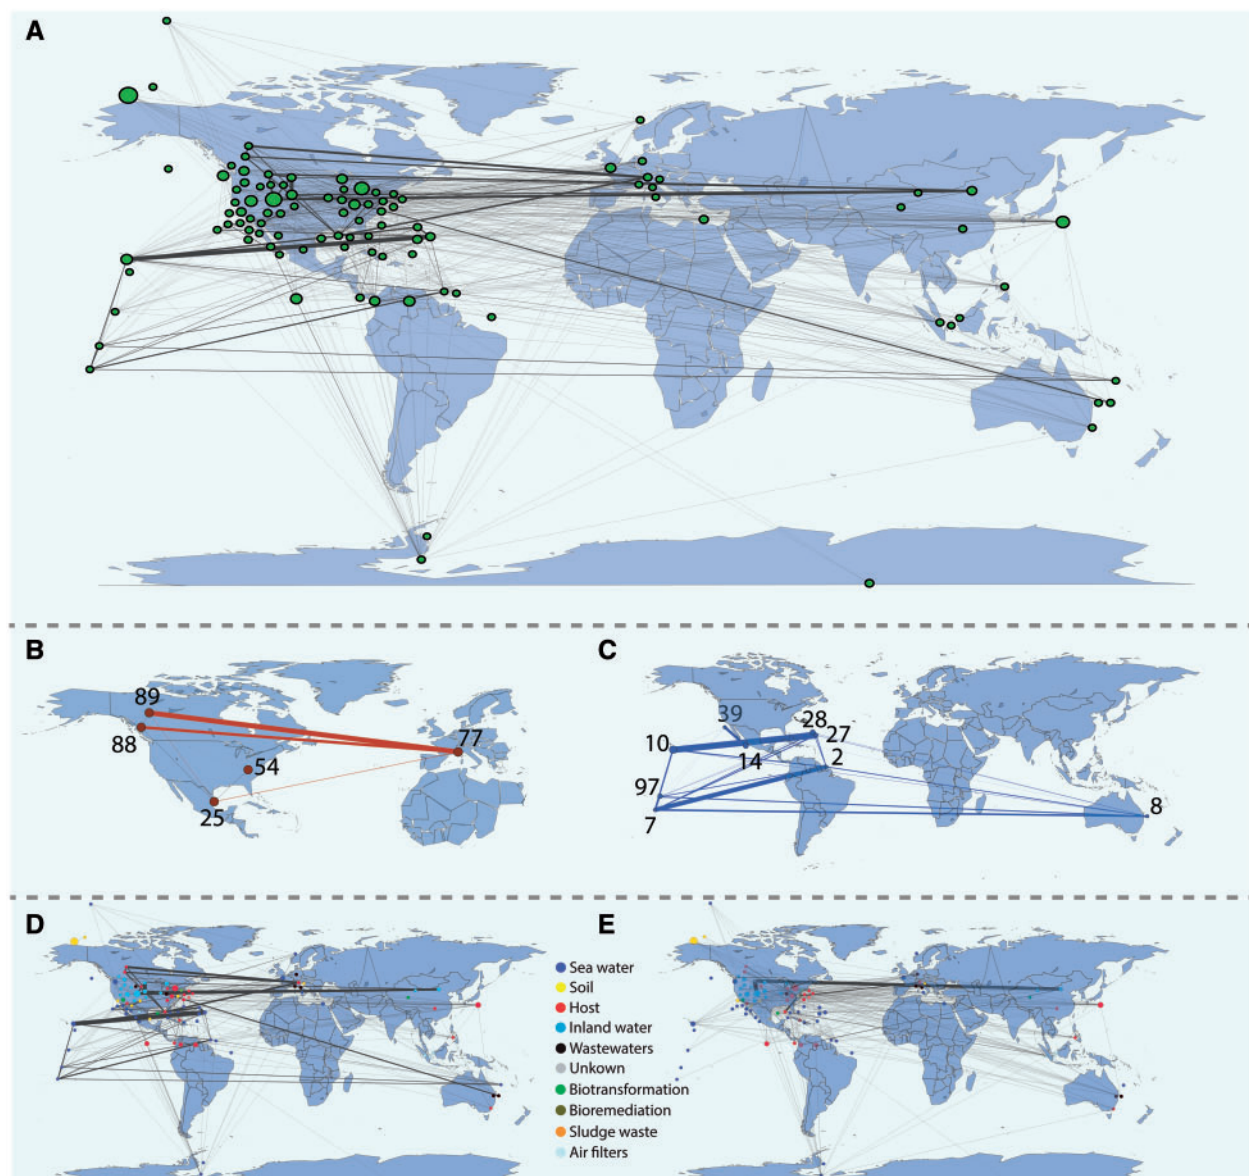 A
B
89
88
77
54
25
C
39
28
27
10
14
2
97
7
8
D
E
Sea water
Soil
Host
Inland water
Wastewaters
Unkown
Biotransformation
Bioremediation
Sludge waste
Air filters